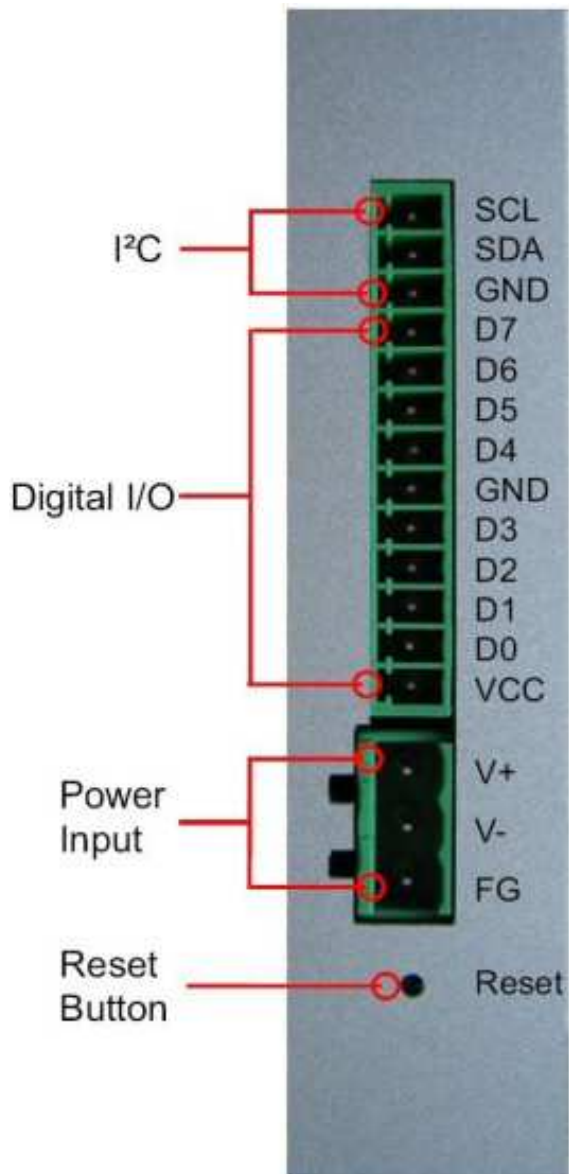 I²C
Digital I/O
Power
Input
Reset
Button
SCL
SDA
GND
D7
D6
D5
D4
GND
D3
D2
D1
D0
VCC
V+
V-
FG
Reset